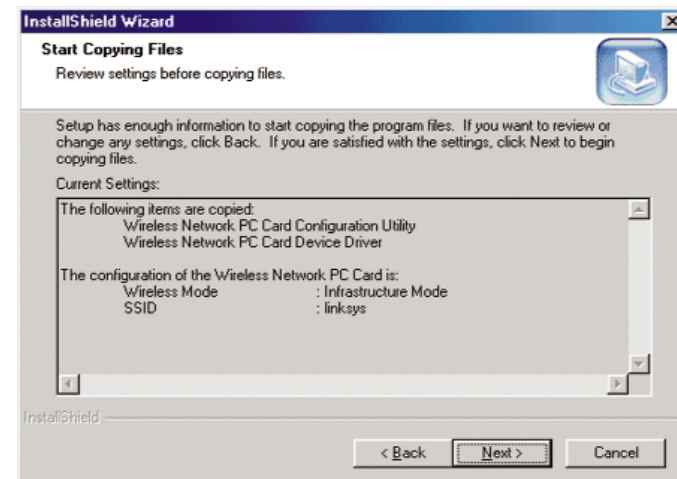 InstallShield Wizard
Start Copying Files
Review settings before copying files.
Setup has enough information to start copying the program files. If you want to review or
change any settings, click Back. If you are satisfied with the settings, click Next to begin
copying files.
Current Settings:
The following items are copied:
Wireless Network PC Card Configuration Utility
Wireless Network PC Card Device Driver
The configuration of the Wireless Network PC Card is:
Wireless Mode : Infrastructure Mode
SSID : linksys
InstallShield
< Back Next > Cancel